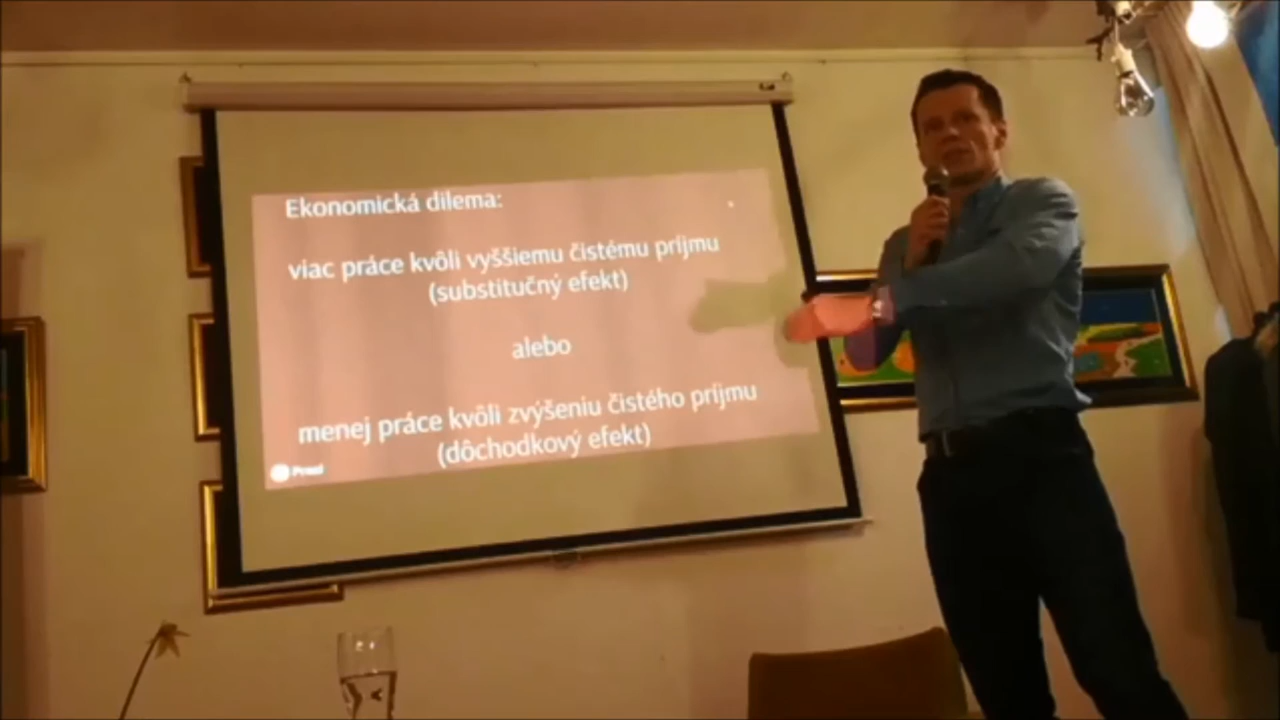 Ekonomická dilema:
viac práce kvôli vyššiemu čistému príjmu
(substitučný efekt)
alebo
menej práce kvôli zvýšeniu čistého príjmu
(dôchodkový efekt)
Prezi